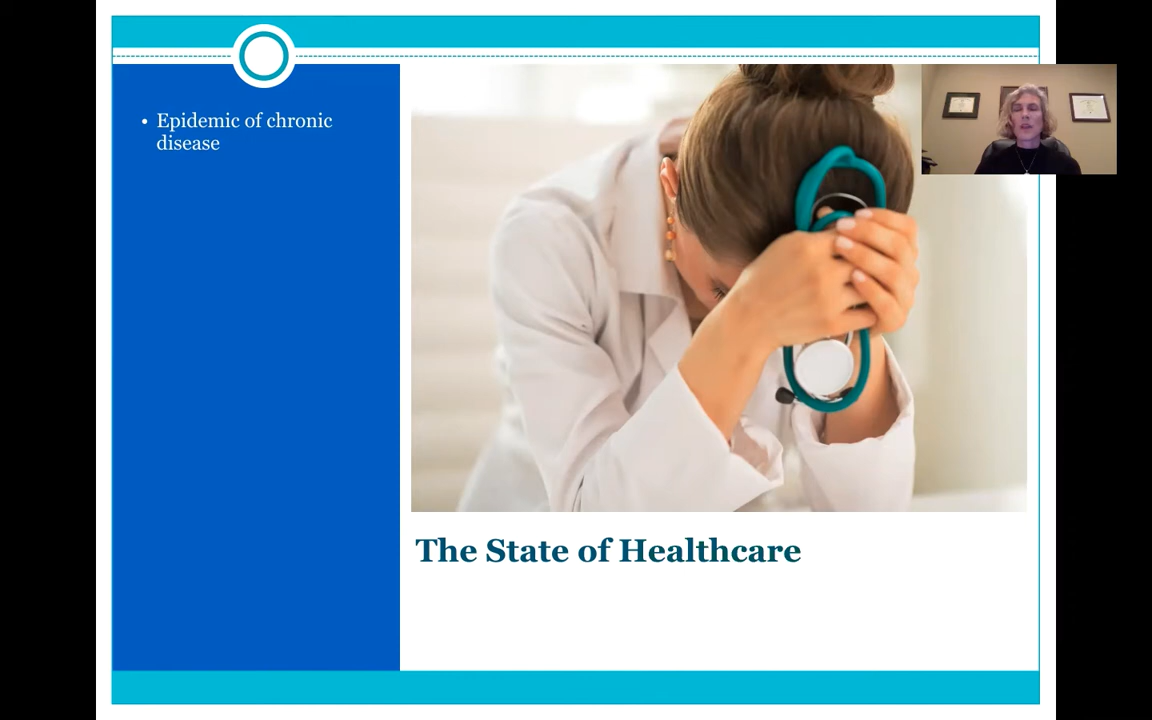 • Epidemic of chronic
disease
The State of Healthcare